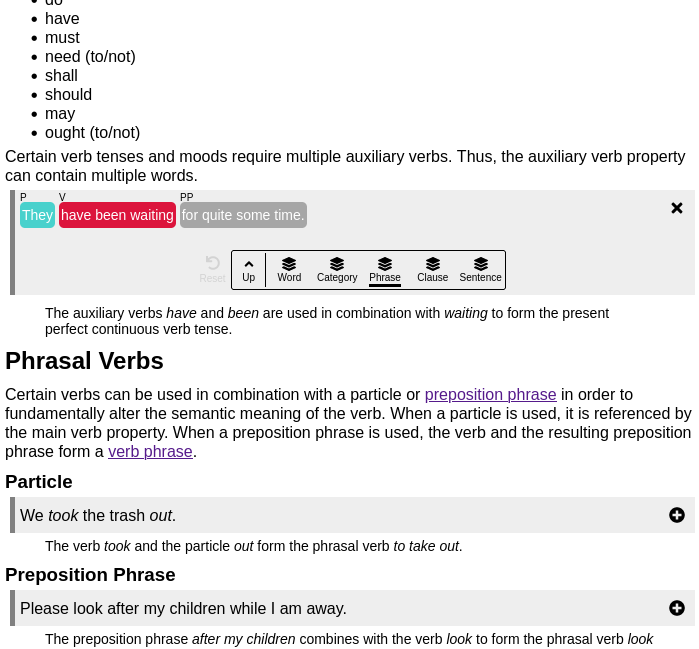 do
have
must
need (to/not)
shall
should
may
ought (to/not)
Certain verb tenses and moods require multiple auxiliary verbs. Thus, the auxiliary verb property
can contain multiple words.
P V PP
They have been waiting for quite some time.
Reset Up Word Category Phrase Clause Sentence
The auxiliary verbs have and been are used in combination with waiting to form the present
perfect continuous verb tense.
Phrasal Verbs
Certain verbs can be used in combination with a particle or preposition phrase in order to
fundamentally alter the semantic meaning of the verb. When a particle is used, it is referenced by
the main verb property. When a preposition phrase is used, the verb and the resulting preposition
phrase form a verb phrase.
Particle
We took the trash out.
The verb took and the particle out form the phrasal verb to take out.
Preposition Phrase
Please look after my children while I am away.
The preposition phrase after my children combines with the verb look to form the phrasal verb look